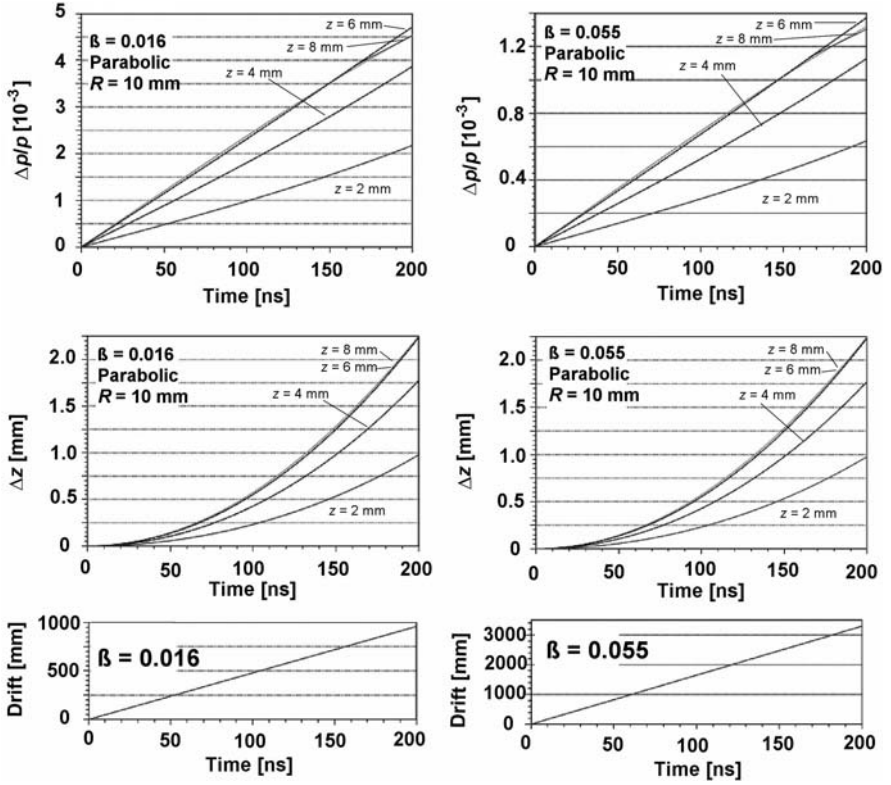 5
4
3
2
1
0
Δp/p [10⁻³]
ß = 0.016
Parabolic
R = 10 mm
z = 6 mm
z = 8 mm
z = 4 mm
z = 2 mm
0 50 100 150 200
Time [ns]
1.2
0.8
0.4
0
Δp/p [10⁻³]
ß = 0.055
Parabolic
R = 10 mm
z = 6 mm
z = 8 mm
z = 4 mm
z = 2 mm
0 50 100 150 200
Time [ns]
2.0
1.5
1.0
0.5
0
Δz [mm]
ß = 0.016
Parabolic
R = 10 mm
z = 8 mm
z = 6 mm
z = 4 mm
z = 2 mm
0 50 100 150 200
Time [ns]
2.0
1.5
1.0
0.5
0
Δz [mm]
ß = 0.055
Parabolic
R = 10 mm
z = 8 mm
z = 6 mm
z = 4 mm
z = 2 mm
0 50 100 150 200
Time [ns]
1000
500
0
Drift [mm]
ß = 0.016
0 50 100 150 200
Time [ns]
3000
2000
1000
0
Drift [mm]
ß = 0.055
0 50 100 150 200
Time [ns]